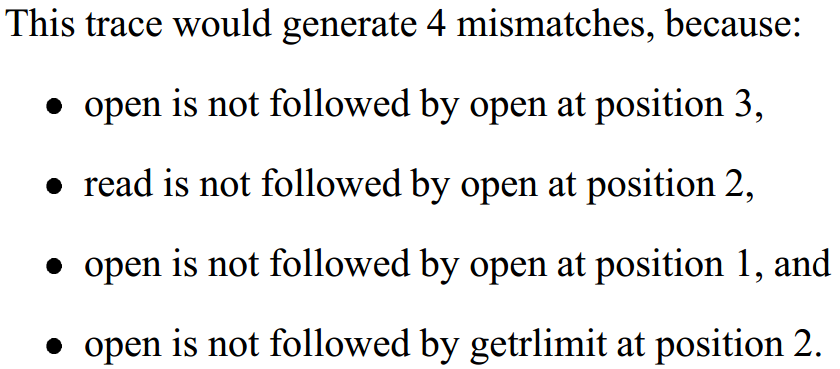 This trace would generate 4 mismatches, because:
• open is not followed by open at position 3,
• read is not followed by open at position 2,
• open is not followed by open at position 1, and
• open is not followed by getrlimit at position 2.